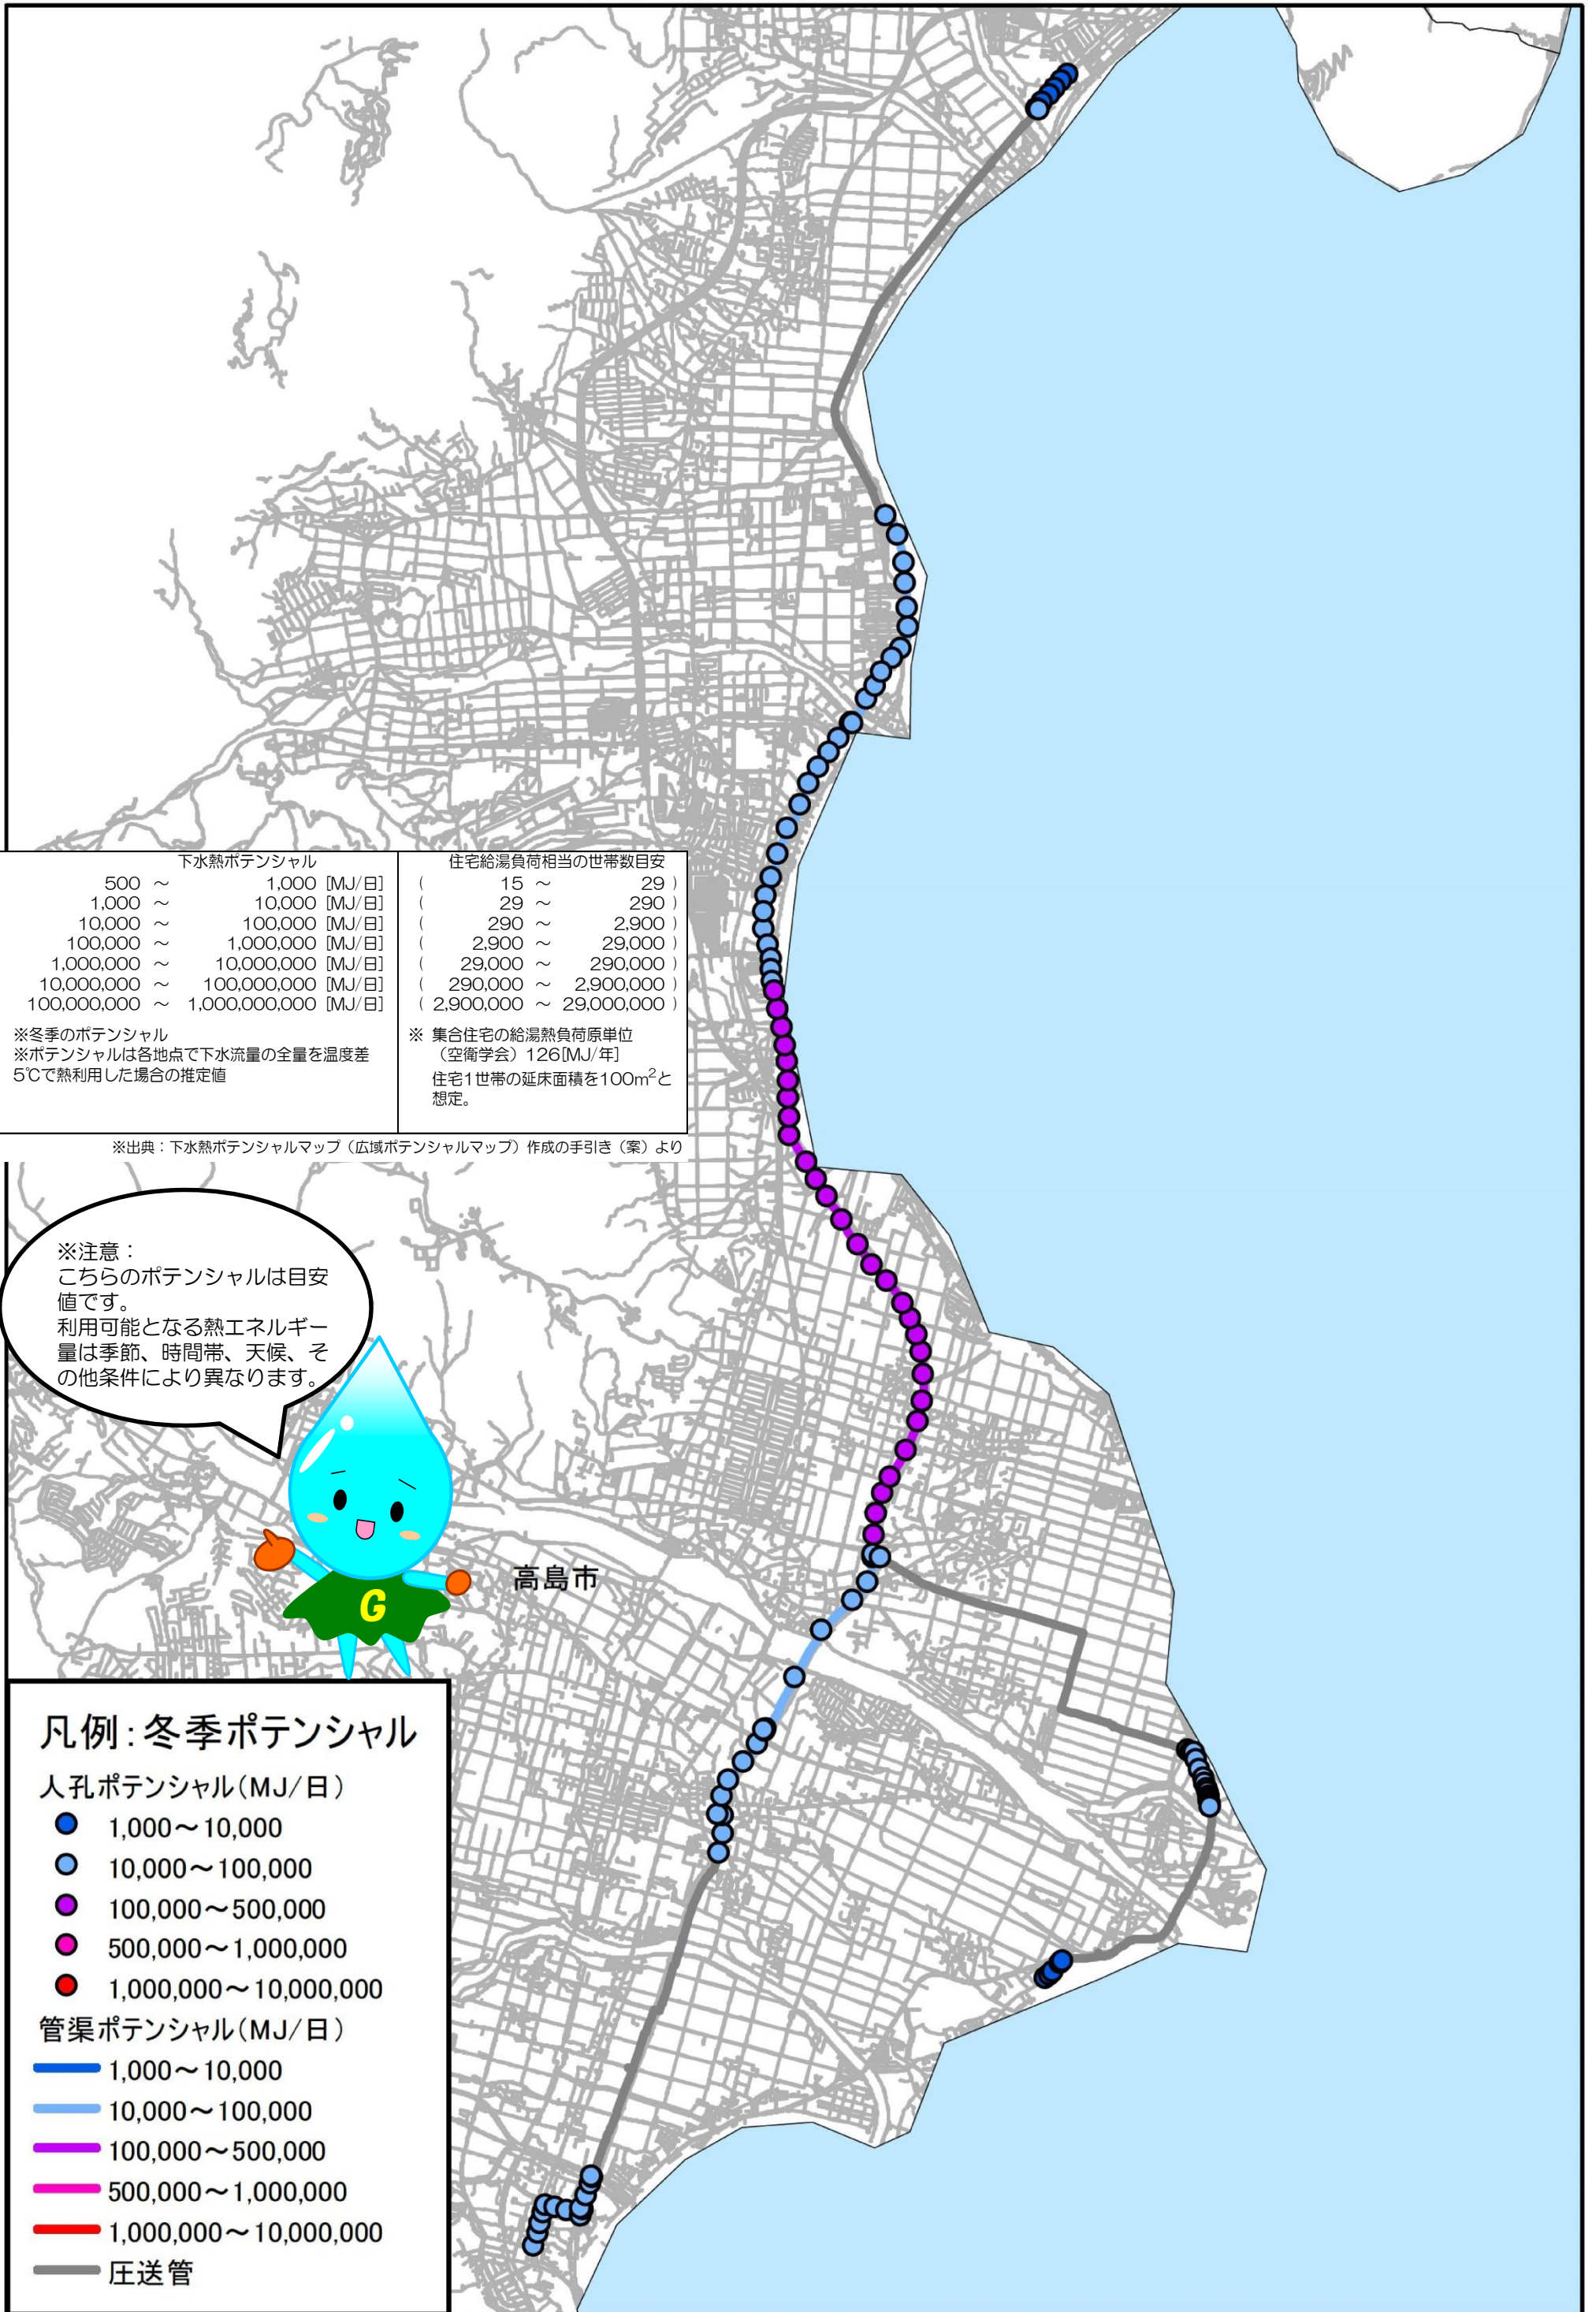 下水熱ポテンシャル
住宅給湯負荷相当の世帯数目安
500 ～ 1,000 [MJ/日] ( 15 ～ 29 )
1,000 ～ 10,000 [MJ/日] ( 29 ～ 290 )
10,000 ～ 100,000 [MJ/日] ( 290 ～ 2,900 )
100,000 ～ 1,000,000 [MJ/日] ( 2,900 ～ 29,000 )
1,000,000 ～ 10,000,000 [MJ/日] ( 29,000 ～ 290,000 )
10,000,000 ～ 100,000,000 [MJ/日] ( 290,000 ～ 2,900,000 )
100,000,000 ～ 1,000,000,000 [MJ/日] ( 2,900,000 ～ 29,000,000 )
※冬季のポテンシャル
※ポテンシャルは各地点で下水流量の全量を温度差
5℃で熱利用した場合の推定値
※ 集合住宅の給湯熱負荷原単位
（空衛学会）126[MJ/年]
住宅1世帯の延床面積を100m²と
想定。
※出典：下水熱ポテンシャルマップ（広域ポテンシャルマップ）作成の手引き（案）より
※注意：
こちらのポテンシャルは目安
値です。
利用可能となる熱エネルギー
量は季節、時間帯、天候、そ
の他条件により異なります。
G
高島市
凡例：冬季ポテンシャル
人孔ポテンシャル（MJ/日）
1,000～10,000
10,000～100,000
100,000～500,000
500,000～1,000,000
1,000,000～10,000,000
管渠ポテンシャル（MJ/日）
1,000～10,000
10,000～100,000
100,000～500,000
500,000～1,000,000
1,000,000～10,000,000
圧送管